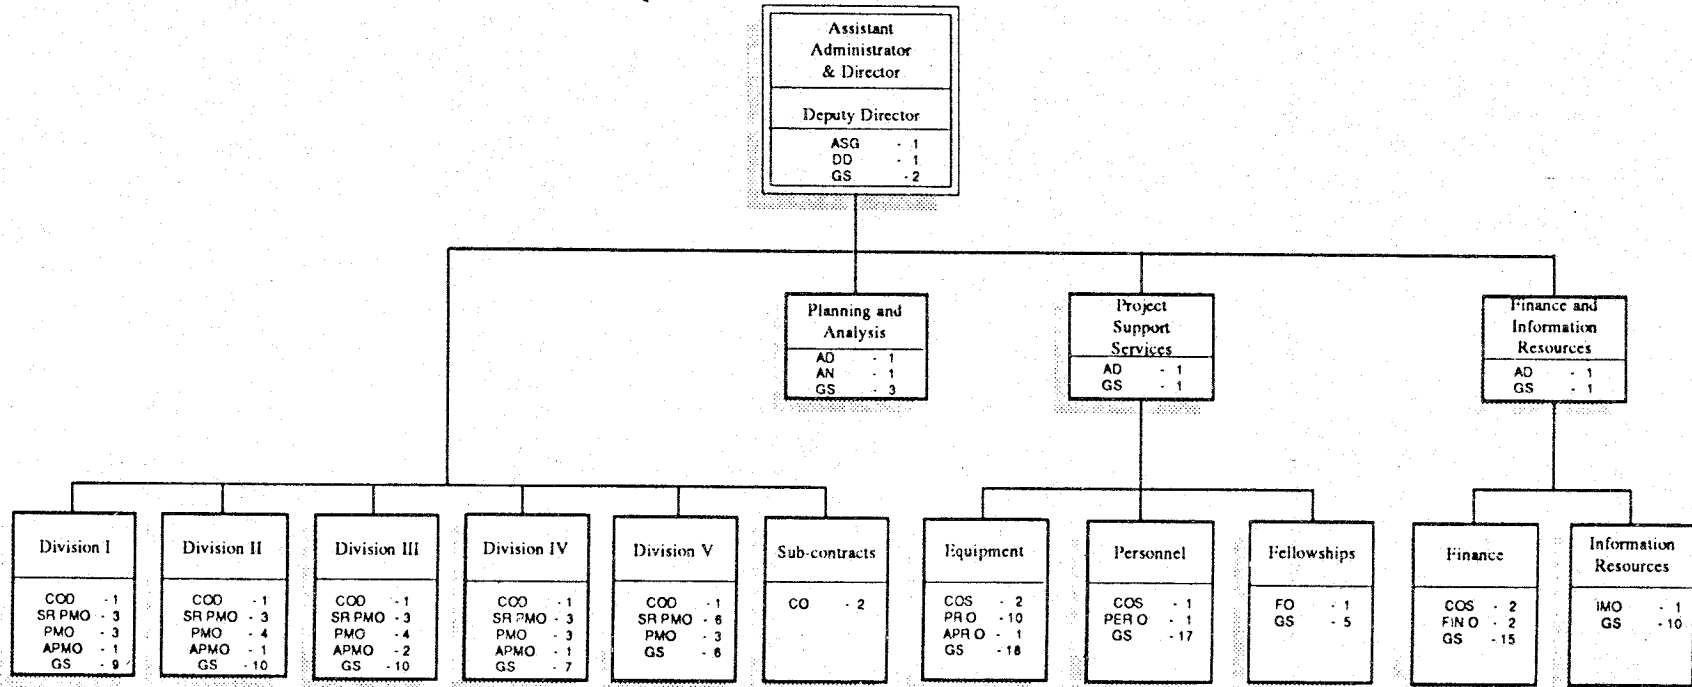 Assistant
Administrator
& Director
Deputy Director
ASG - 1
DD - 1
GS - 2
Planning and
Analysis
AD - 1
AN - 1
GS - 3
Project
Support
Services
AD - 1
GS - 1
Finance and
Information
Resources
AD - 1
GS - 1
Division I
COD - 1
SR PMO - 3
PMO - 3
APMO - 1
GS - 9
Division II
COD - 1
SR PMO - 3
PMO - 4
APMO - 1
GS - 10
Division III
COD - 1
SR PMO - 3
PMO - 4
APMO - 2
GS - 10
Division IV
COD - 1
SR PMO - 3
PMO - 3
APMO - 1
GS - 7
Division V
COD - 1
SR PMO - 6
PMO - 3
GS - 6
Sub-contracts
CO - 2
Equipment
COS - 2
PR O - 10
APR O - 1
GS - 18
Personnel
COS - 1
PER O - 1
GS - 17
Fellowships
FO - 1
GS - 5
Finance
COS - 2
FIN O - 2
GS - 15
Information
Resources
IMO - 1
GS - 10